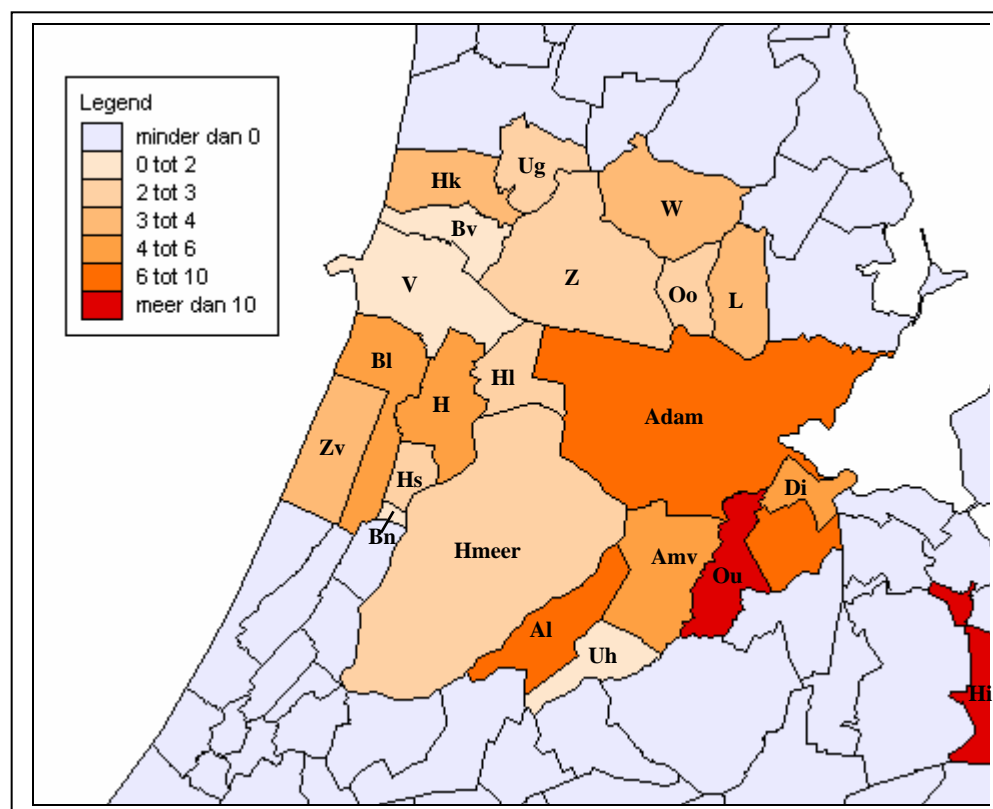 Legend
minder dan 0
0 tot 2
2 tot 3
3 tot 4
4 tot 6
6 tot 10
meer dan 10
Ug
Hk
W
Bv
Z
V
Oo
L
Bl
Hl
H
Adam
Zv
Hs
Di
Bn
Hmeer
Amv
Ou
Al
Uh
Hi